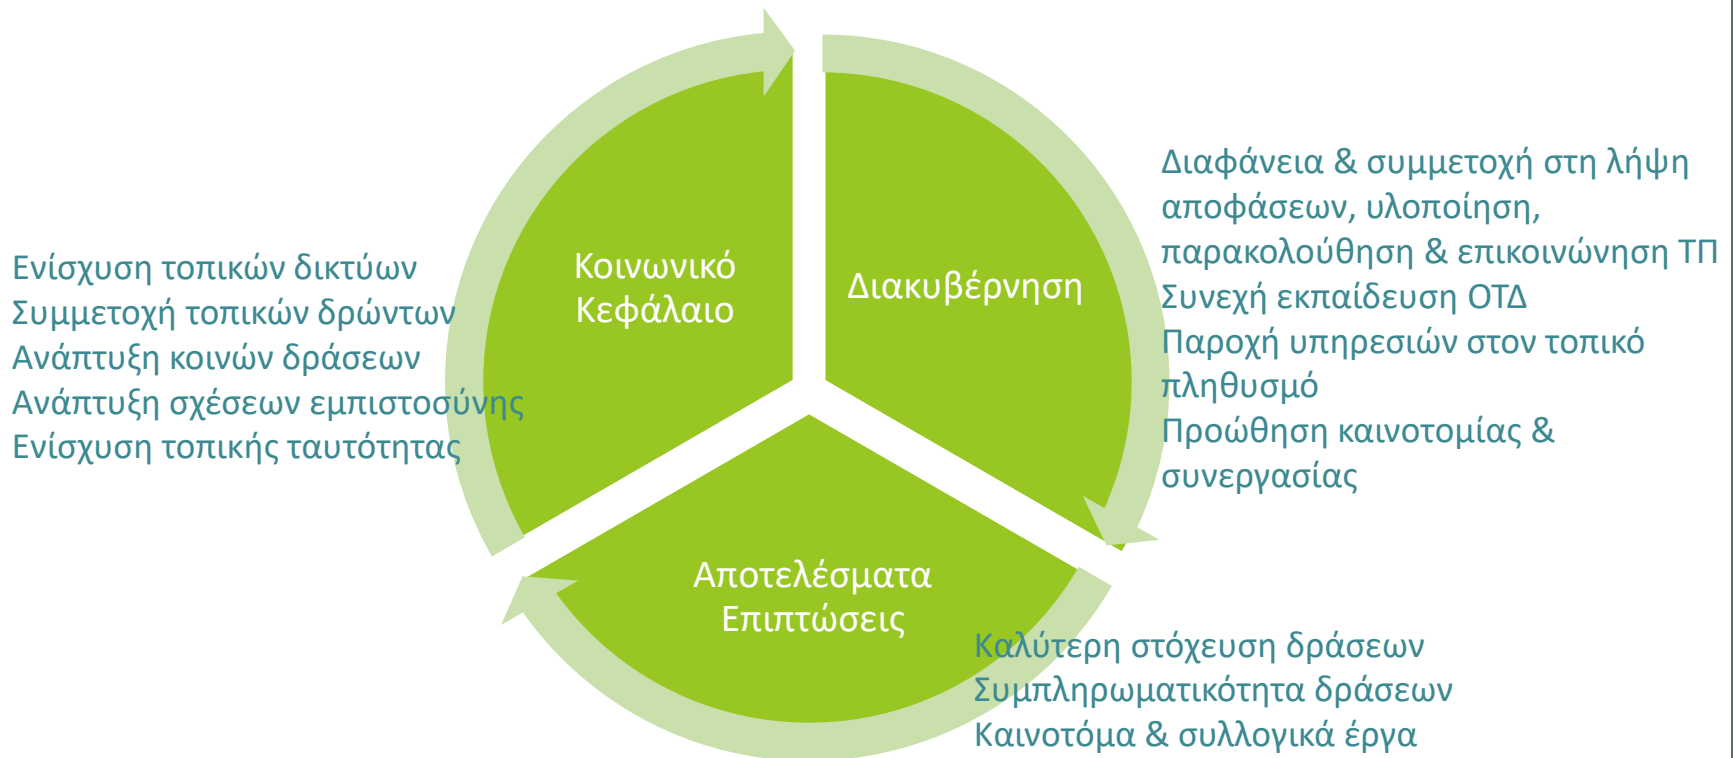 Κοινωνικό
Κεφάλαιο
Διακυβέρνηση
Αποτελέσματα
Επιπτώσεις
Ενίσχυση τοπικών δικτύων
Συμμετοχή τοπικών δρώντων
Ανάπτυξη κοινών δράσεων
Ανάπτυξη σχέσεων εμπιστοσύνης
Ενίσχυση τοπικής ταυτότητας
Διαφάνεια & συμμετοχή στη λήψη
αποφάσεων, υλοποίηση,
παρακολούθηση & επικοινώνηση ΤΠ
Συνεχή εκπαίδευση ΟΤΔ
Παροχή υπηρεσιών στον τοπικό
πληθυσμό
Προώθηση καινοτομίας &
συνεργασίας
Καλύτερη στόχευση δράσεων
Συμπληρωματικότητα δράσεων
Καινοτόμα & συλλογικά έργα